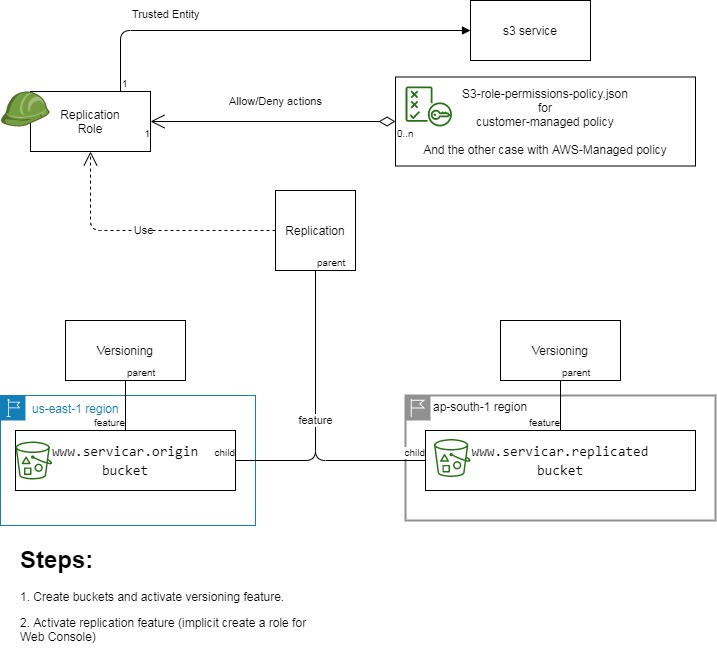 Trusted Entity
s3 service
1
Replication
Role
1
Allow/Deny actions
0..n
S3-role-permissions-policy.json
for
customer-managed policy
And the other case with AWS-Managed policy
Use
Replication
parent
Versioning
parent
Versioning
parent
us-east-1 region
feature
feature
ap-south-1 region
feature
www.servicar.origin
bucket
child
child
www.servicar.replicated
bucket
Steps:
1. Create buckets and activate versioning feature.
2. Activate replication feature (implicit create a role for
Web Console)